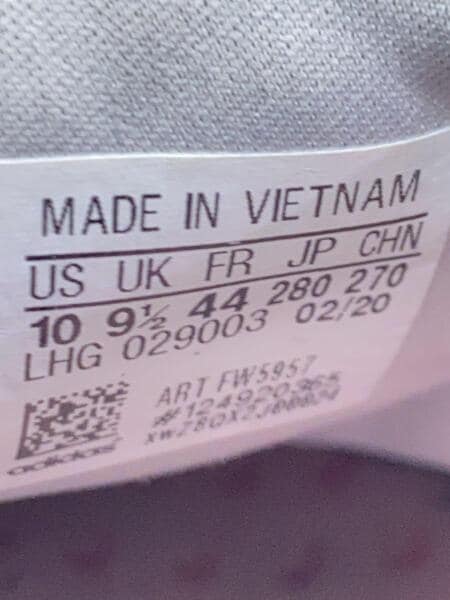 MADE IN VIETNAM
US UK FR JP CHN
10 9½ 44 280 270
LHG 029003 02/20
ART FW5957
#124920365
adidas